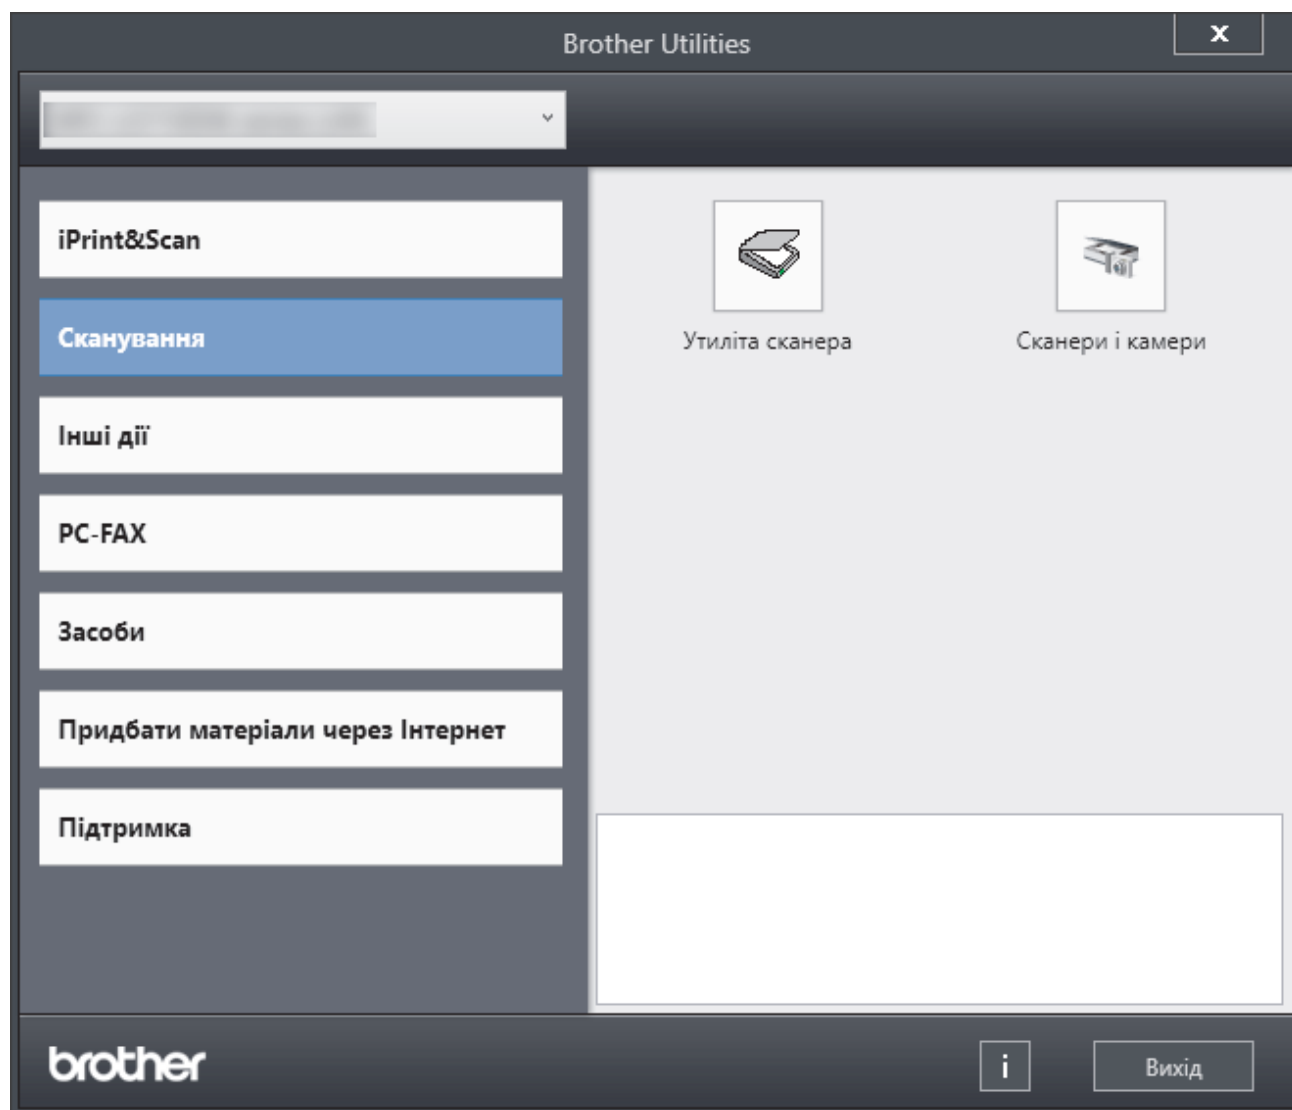 Brother Utilities
x
iPrint&Scan
Сканування
Інші дії
PC-FAX
Засоби
Придбати матеріали через Інтернет
Підтримка
Утиліта сканера
Сканери і камери
brother
i
Вихід